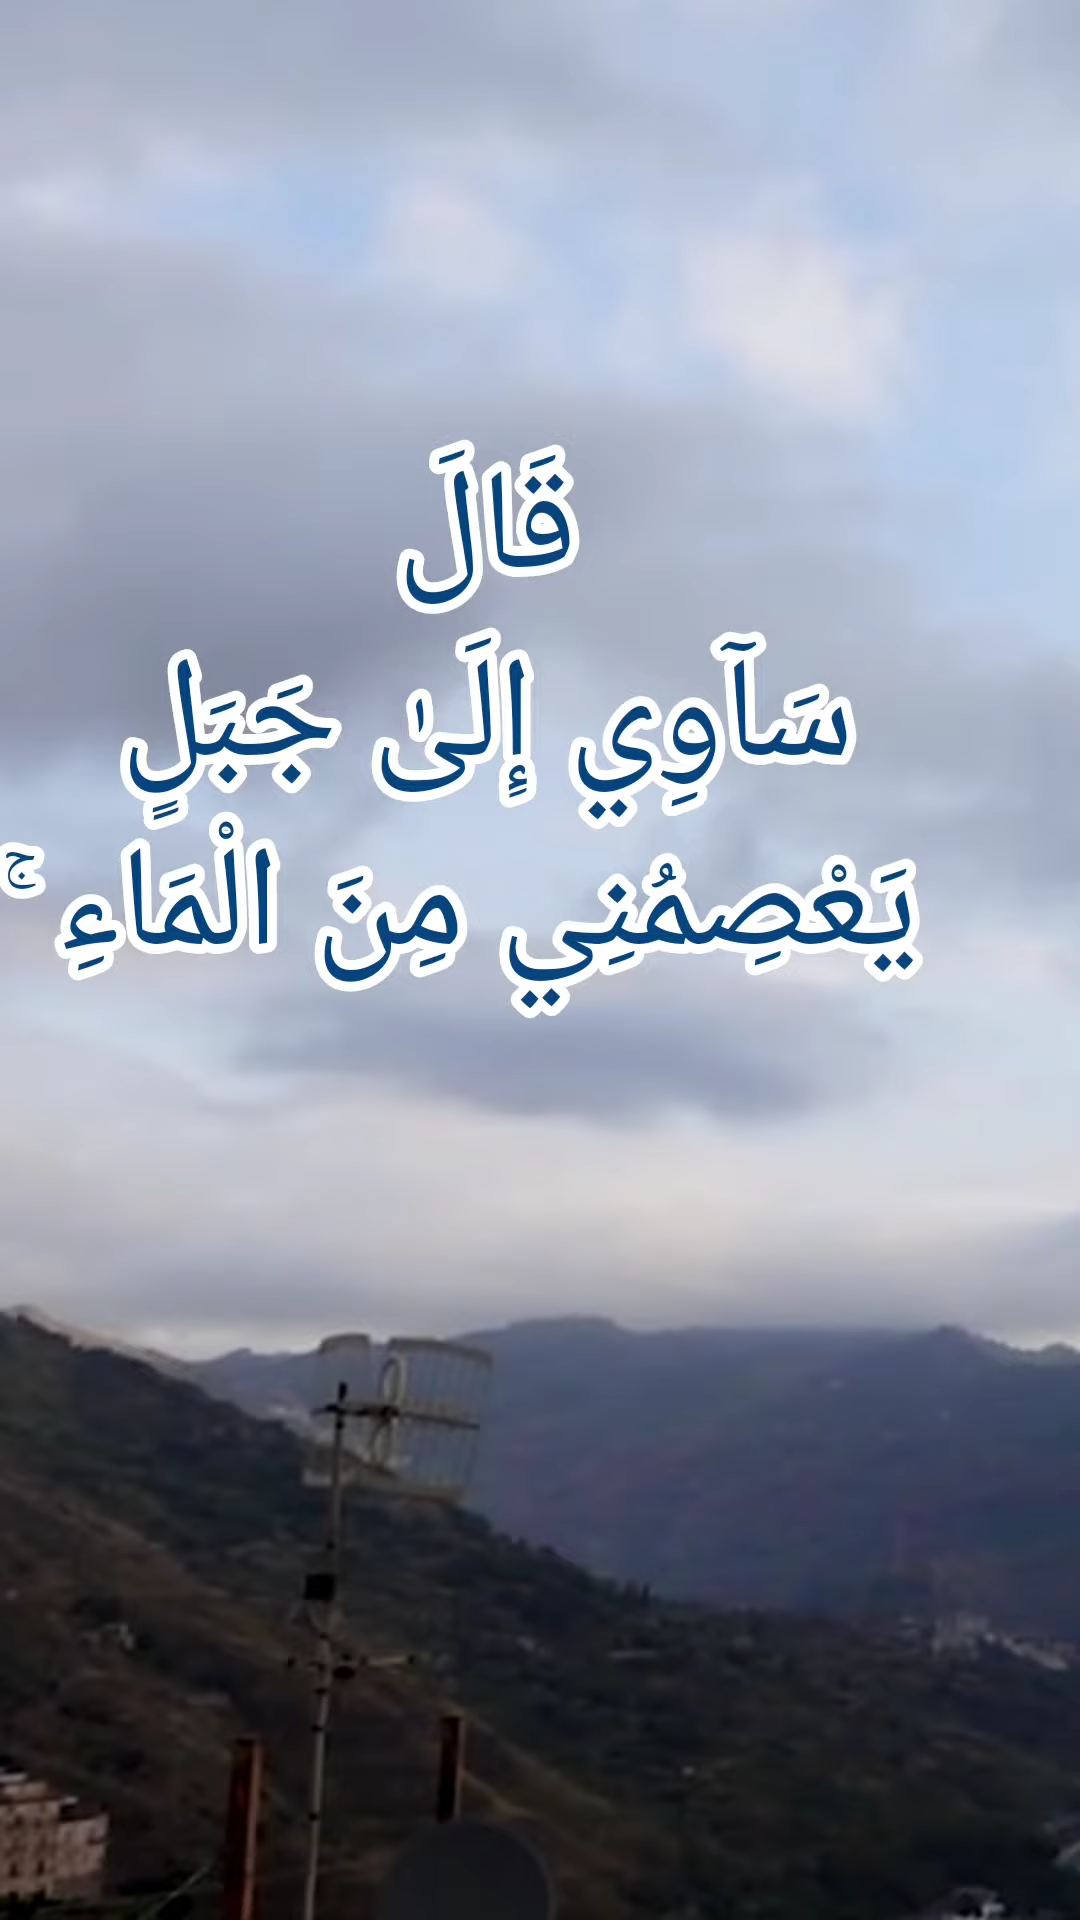 قَالَ
سَآوِي إِلَىٰ جَبَلٍ
يَعْصِمُنِي مِنَ الْمَاءِ ۚ